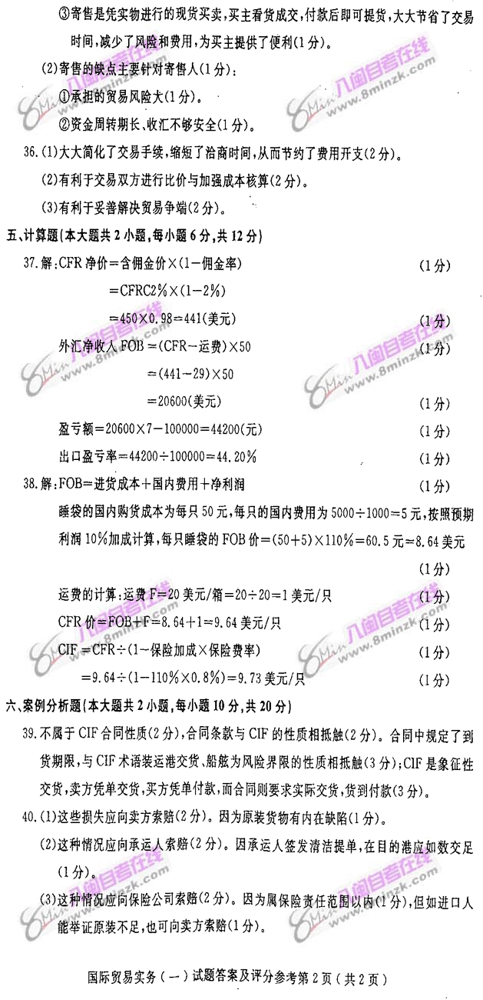 ③寄售是凭实物进行的现货买卖,买主看货成交,付款后即可提货,大大节省了交易
时间,减少了风险和费用,为买主提供了便利(1分)。
(2)寄售的缺点主要针对寄售人(1分):
①承担的贸易风险大(1分)。
②资金周转期长、收汇不够安全(1分)。
36.(1)大大简化了交易手续,缩短了洽商时间,从而节约了费用开支(2分)。
(2)有利于交易双方进行比价与加强成本核算(2分)。
(3)有利于妥善解决贸易争端(2分)。
五、计算题(本大题共2小题,每小题6分,共12分)
37.解:CFR净价=含佣金价×(1-佣金率) (1分)
=CFRC2%×(1-2%)
=450×0.98=441(美元) (1分)
外汇净收入FOB=(CFR-运费)×50 (1分)
=(441-29)×50
=20600(美元) (1分)
盈亏额=20600×7-100000=44200(元) (1分)
出口盈亏率=44200÷100000=44.20% (1分)
38.解:FOB=进货成本+国内费用+净利润 (1分)
睡袋的国内购货成本为每只50元,每只的国内费用为5000÷1000=5元,按照预期
利润10%加成计算,每只睡袋的FOB价=(50+5)×110%=60.5元=8.64美元
(1分)
运费的计算:运费F=20美元/箱=20÷20=1美元/只 (1分)
CFR价=FOB+F=8.64+1=9.64美元/只 (1分)
CIF=CFR÷(1-保险加成×保险费率) (1分)
=9.64÷(1-110%×0.8%)=9.73美元/只 (1分)
六、案例分析题(本大题共2小题,每小题10分,共20分)
39.不属于CIF合同性质(2分),合同条款与CIF的性质相抵触(2分)。合同中规定了到
货期限,与CIF术语装运港交货、船舷为风险界限的性质相抵触(3分);CIF是象征性
交货,卖方凭单交货,买方凭单付款,而合同则要求实际交货,货到付款(3分)。
40.(1)这些损失应向卖方索赔(2分)。因为原装货物有内在缺陷(1分)。
(2)这种情况应向承运人索赔(2分)。因承运人签发清洁提单,在目的港应如数交足
(1分)。
(3)这种情况应向保险公司索赔(2分)。因为属保险责任范围以内(1分),但如进口人
能举证原装不足,也可向卖方索赔(1分)。
国际贸易实务(一)试题答案及评分参考第2页(共2页)
8Min八闽自考在线
www.8minzk.com